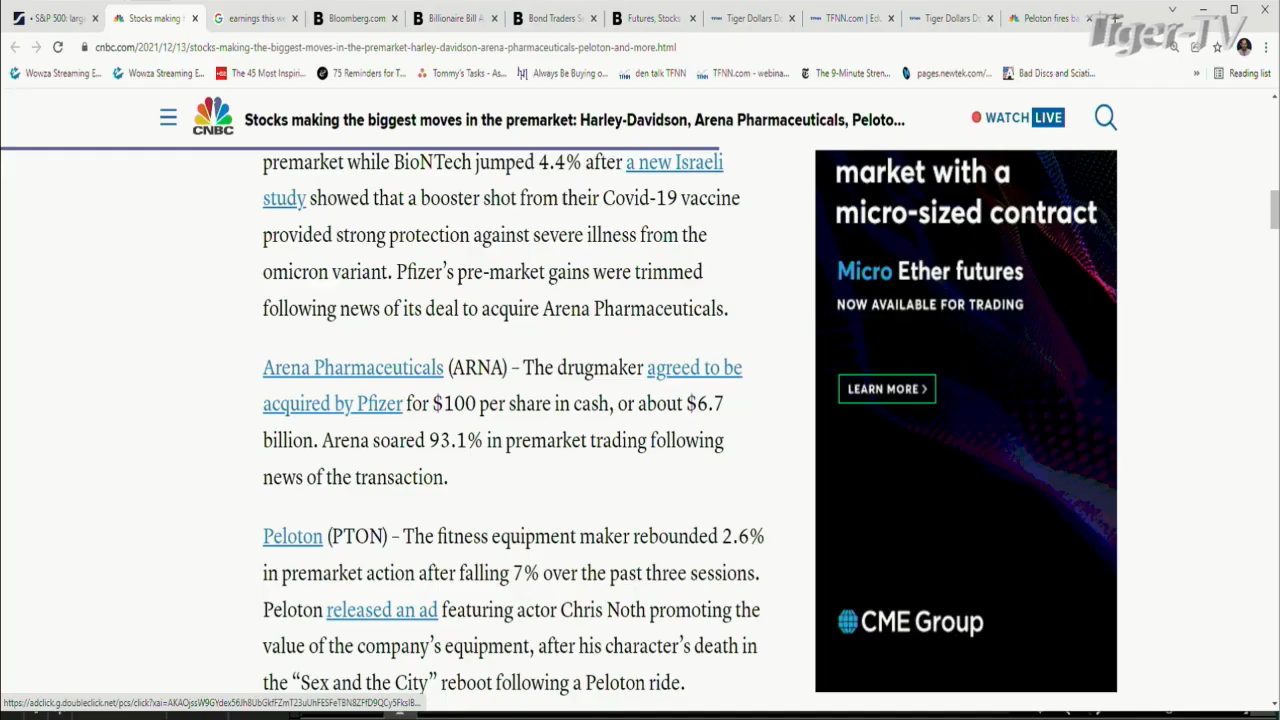 Stocks making
earnings this we
Bloomberg.com
Billionaire Bill A
Bond Traders S
Futures, Stocks
Tiger Dollars Do
TFNN.com | Edu
Tiger Dollars Do
Peloton fires ba
Tiger-TV
cnbc.com/2021/12/13/stocks-making-the-biggest-moves-in-the-premarket-harley-davidson-arena-pharmaceuticals-peloton-and-more.html
Wowza Streaming E...
Wowza Streaming E...
The 45 Most Inspiri...
75 Reminders for T...
Tommy's Tasks - As...
Always Be Buying o...
den talk TFNN
TFNN.com - webina...
The 9-Minute Stren...
pages.newtek.com/...
Bad Discs and Sciati...
»
Reading list
CNBC
Stocks making the biggest moves in the premarket: Harley-Davidson, Arena Pharmaceuticals, Peloto...
WATCH LIVE
premarket while BioNTech jumped 4.4% after a new Israeli
study showed that a booster shot from their Covid-19 vaccine
provided strong protection against severe illness from the
omicron variant. Pfizer's pre-market gains were trimmed
following news of its deal to acquire Arena Pharmaceuticals.
Arena Pharmaceuticals (ARNA) – The drugmaker agreed to be
acquired by Pfizer for $100 per share in cash, or about $6.7
billion. Arena soared 93.1% in premarket trading following
news of the transaction.
Peloton (PTON) – The fitness equipment maker rebounded 2.6%
in premarket action after falling 7% over the past three sessions.
Peloton released an ad featuring actor Chris Noth promoting the
value of the company's equipment, after his character's death in
the “Sex and the City” reboot following a Peloton ride.
market with a
micro-sized contract
Micro Ether futures
NOW AVAILABLE FOR TRADING
LEARN MORE >
CME Group